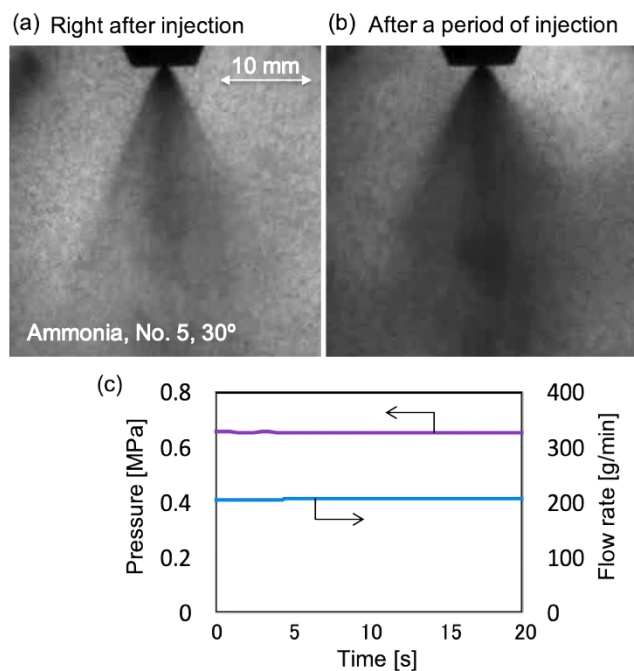 (a) Right after injection
(b) After a period of injection
10 mm
Ammonia, No. 5, 30º
(c)
0.8
0.6
0.4
0.2
0
Pressure [MPa]
400
300
200
100
0
Flow rate [g/min]
0 5 10 15 20
Time [s]